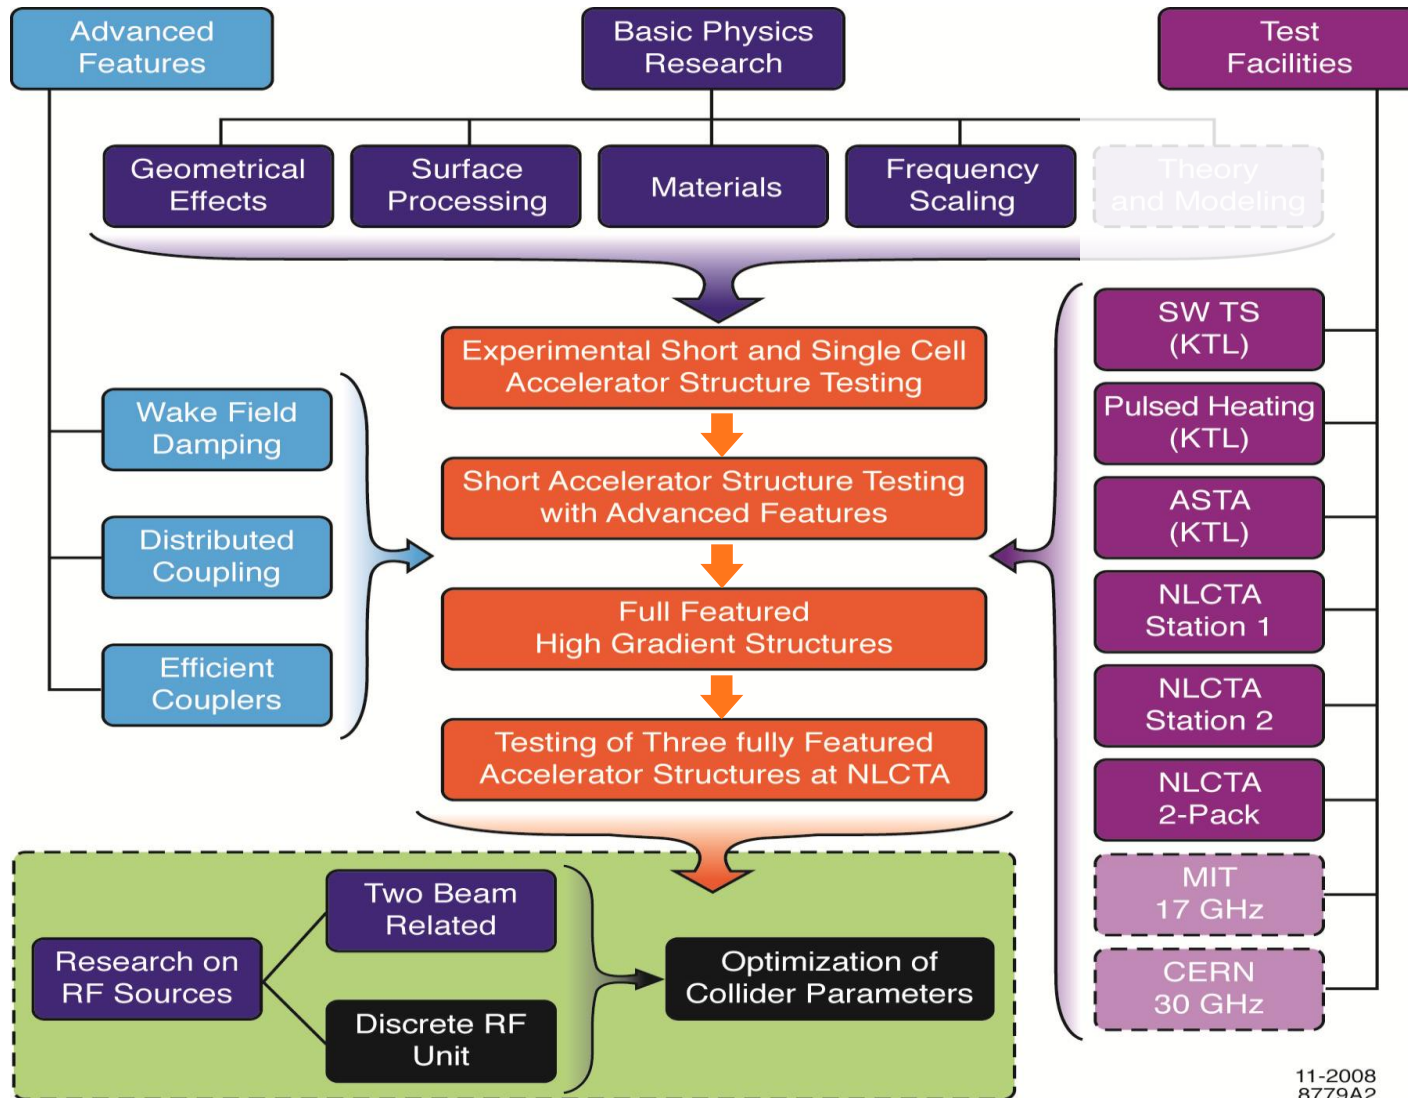 Advanced
Features
Basic Physics
Research
Test
Facilities
Geometrical
Effects
Surface
Processing
Materials
Frequency
Scaling
Theory
and Modeling
Experimental Short and Single Cell
Accelerator Structure Testing
Short Accelerator Structure Testing
with Advanced Features
Full Featured
High Gradient Structures
Testing of Three fully Featured
Accelerator Structures at NLCTA
Wake Field
Damping
Distributed
Coupling
Efficient
Couplers
SW TS
(KTL)
Pulsed Heating
(KTL)
ASTA
(KTL)
NLCTA
Station 1
NLCTA
Station 2
NLCTA
2-Pack
MIT
17 GHz
CERN
30 GHz
Research on
RF Sources
Two Beam
Related
Discrete RF
Unit
Optimization of
Collider Parameters
11-2008
8779A2